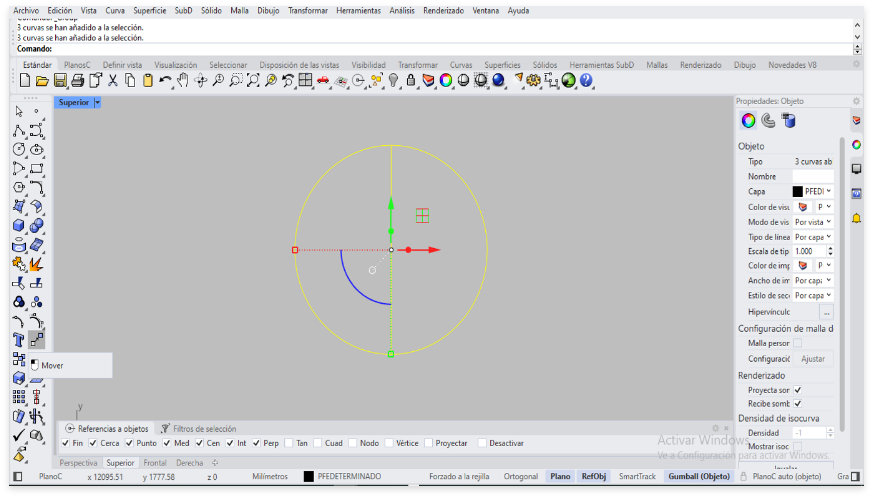 Archivo Edición Vista Curva Superficie SubD Sólido Malla Dibujo Transformar Herramientas Análisis Renderizado Ventana Ayuda
3 curvas se han añadido a la selección.
3 curvas se han añadido a la selección.
Comando:
Estándar PlanosC Definir vista Visualización Seleccionar Disposición de las vistas Visibilidad Transformar Curvas Superficies Sólidos Herramientas SubD Mallas Renderizado Dibujo Novedades V8
Superior
Propiedades: Objeto
Objeto
Tipo 3 curvas ab
Nombre
Capa PFEDI
Color de visu P
Modo de vis Por vista
Tipo de línea Por capa
Escala de tip 1.000
Color de imp P
Ancho de im Por capa
Estilo de secc Por capa
Hipervínculo ...
Configuración de malla d
Malla person
Configuració Ajustar
Renderizado
Proyecta som
Recibe somb
Densidad de isocurva
Densidad -1
Mostrar isoc
Mover
y
Referencias a objetos Filtros de selección
Fin Cerca Punto Med Cen Int Perp Tan Cuad Nodo Vértice Proyectar Desactivar
Activar Windows
Ve a Configuración para activar Windows.
Perspectiva Superior Frontal Derecha
PlanoC x 12095.51 y 1777.58 z 0 Milímetros PFEDETERMINADO Forzado a la rejilla Ortogonal Plano RefObj SmartTrack Gumball (Objeto) PlanoC auto (objeto) Gra